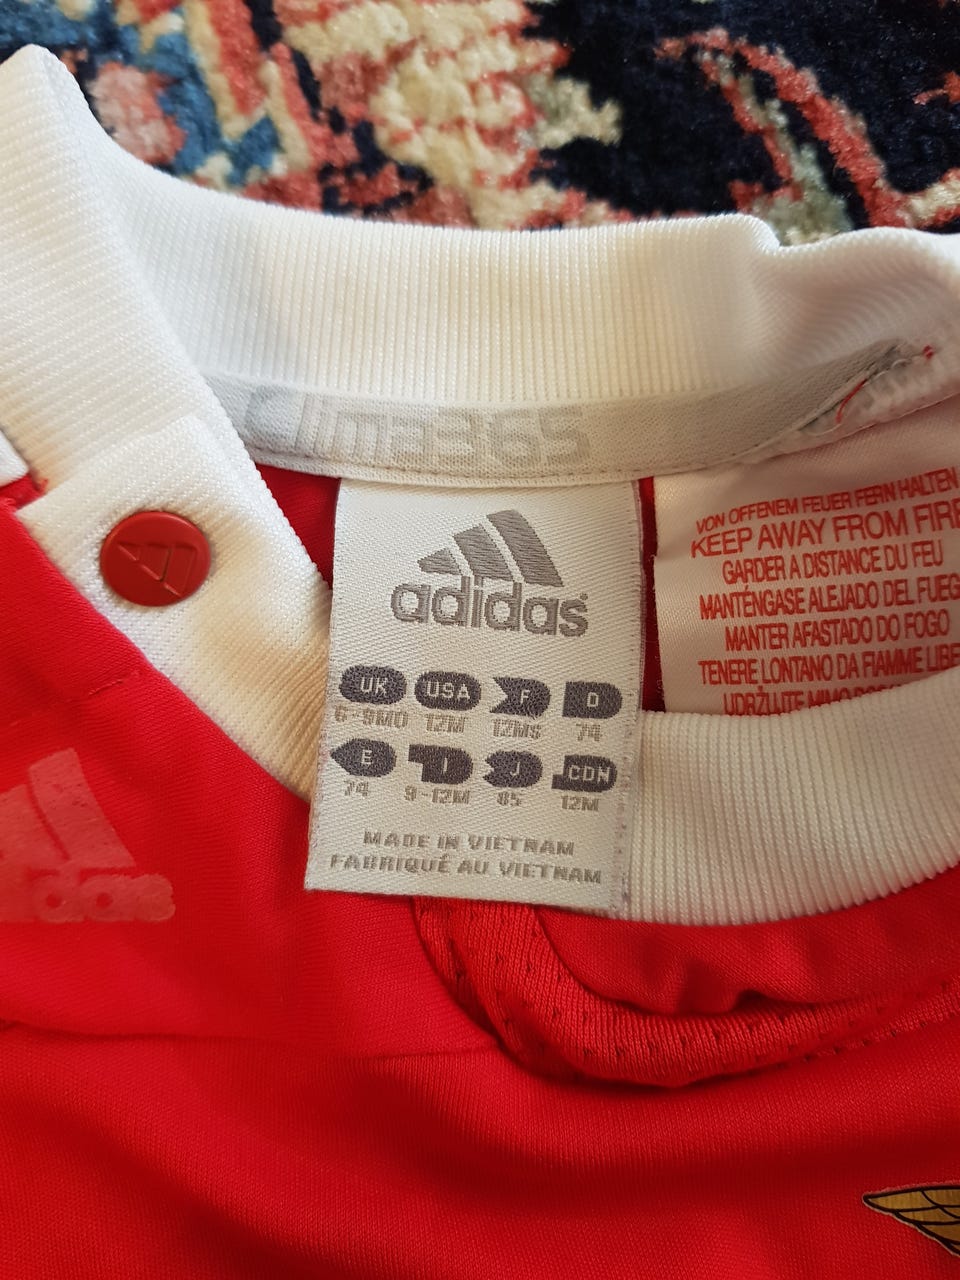 Clima365
adidas
UK USA F D
6-9MO 12M 12MS 74
E I J CDN
74 9-12M 85 12M
MADE IN VIETNAM
FABRIQUÉ AU VIETNAM
VON OFFENEM FEUER FERN HALTEN
KEEP AWAY FROM FIRE
GARDER A DISTANCE DU FEU
MANTÉNGASE ALEJADO DEL FUEG
MANTER AFASTADO DO FOGO
TENERE LONTANO DA FIAMME LIBE
adidas